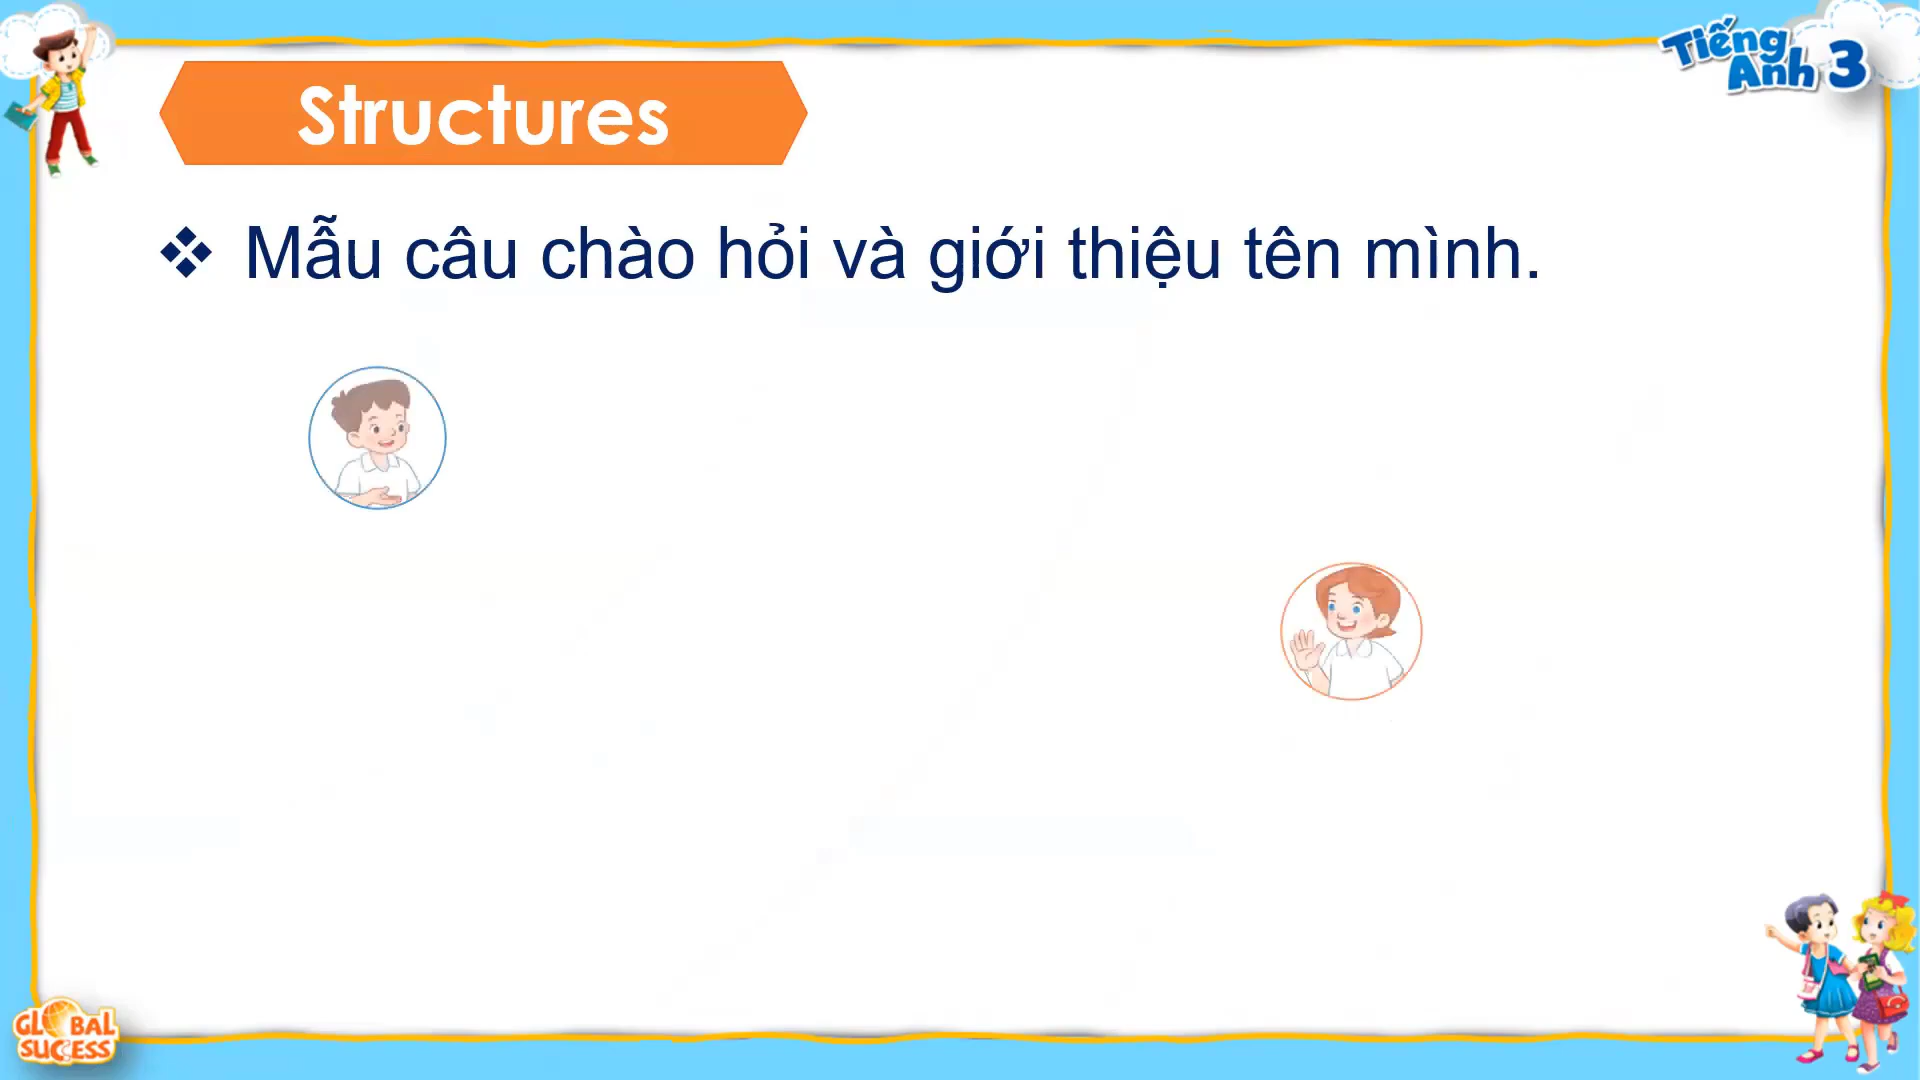 Tiếng
Anh 3
Structures
❖ Mẫu câu chào hỏi và giới thiệu tên mình.
GLOBAL
SUCCESS